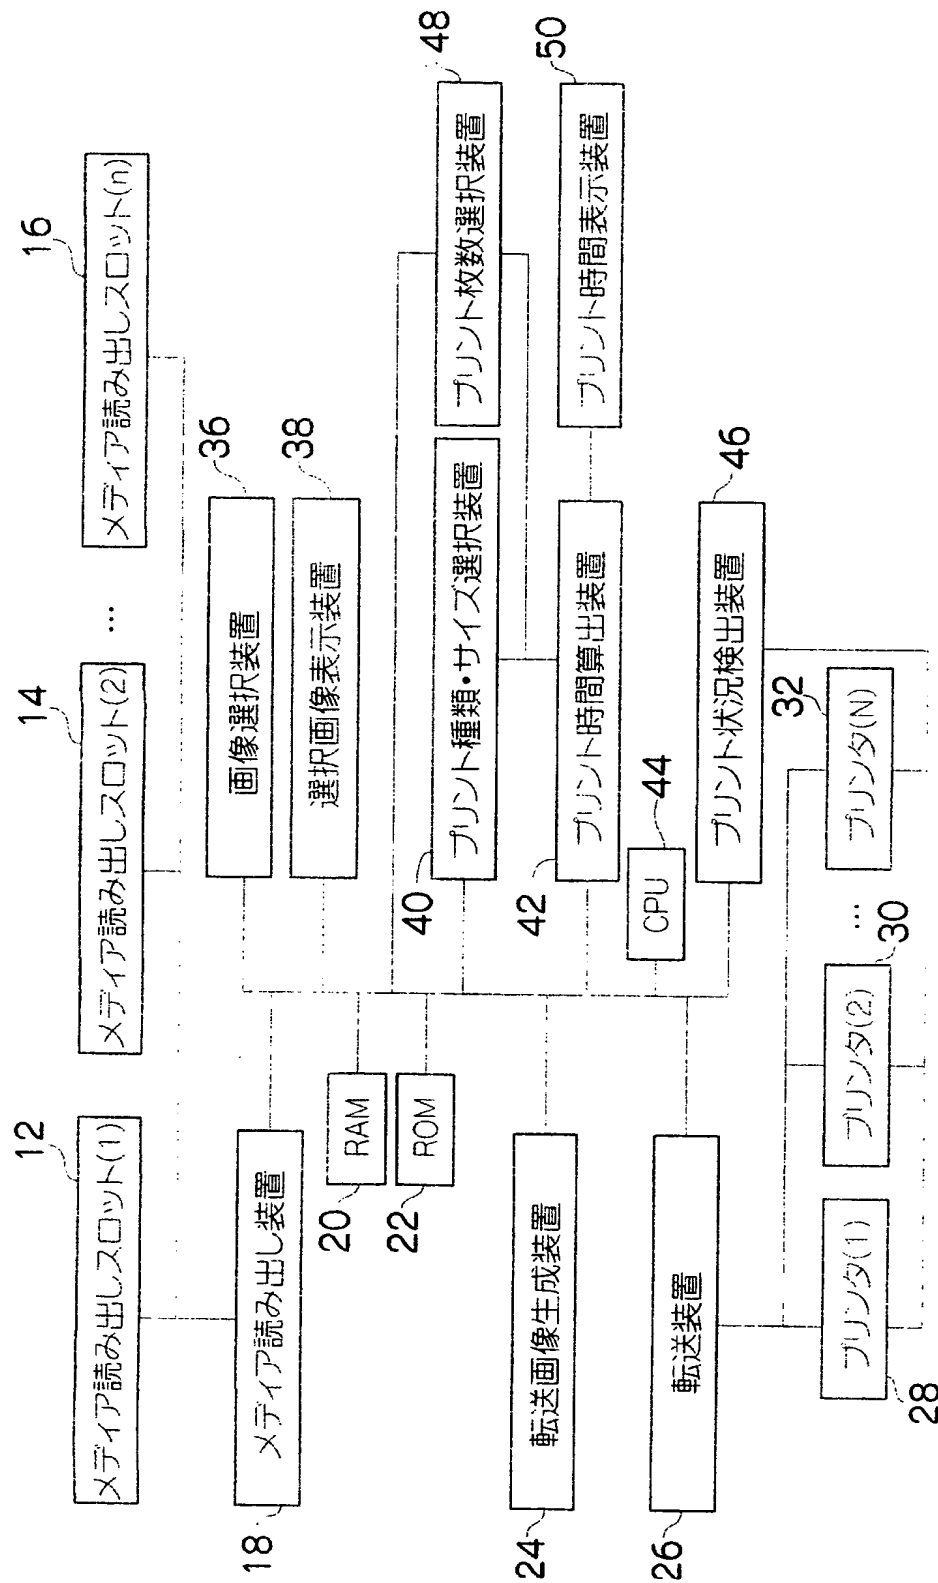 12
メディア読み出しスロット(1)
14
メディア読み出しスロット(2)
...
16
メディア読み出しスロット(n)
18
メディア読み出し装置
36
画像選択装置
38
選択画像表示装置
20
RAM
22
ROM
40
プリント種類・サイズ選択装置
48
プリント枚数選択装置
24
転送画像生成装置
42
プリント時間算出装置
50
プリント時間表示装置
44
CPU
26
転送装置
46
プリント状況検出装置
28
プリンタ(1)
30
プリンタ(2)
...
32
プリンタ(N)